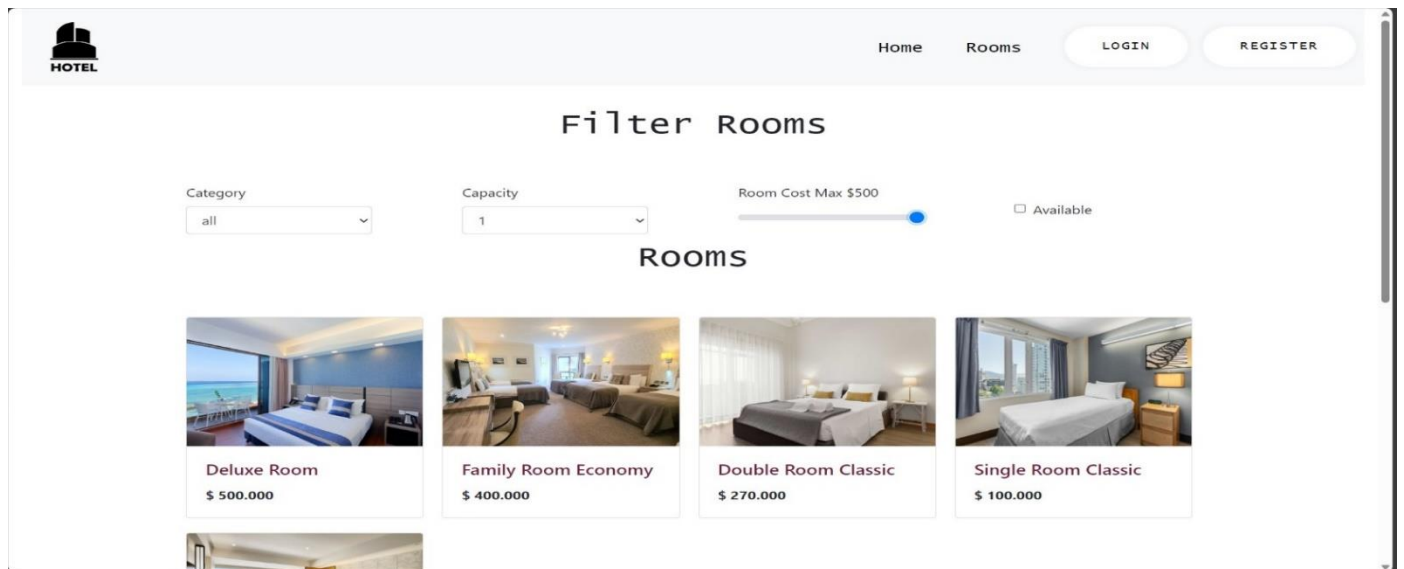 HOTEL
Home Rooms LOGIN REGISTER
Filter Rooms
Category Capacity Room Cost Max $500
all 1 Available
Rooms
Deluxe Room Family Room Economy Double Room Classic Single Room Classic
$ 500.000 $ 400.000 $ 270.000 $ 100.000